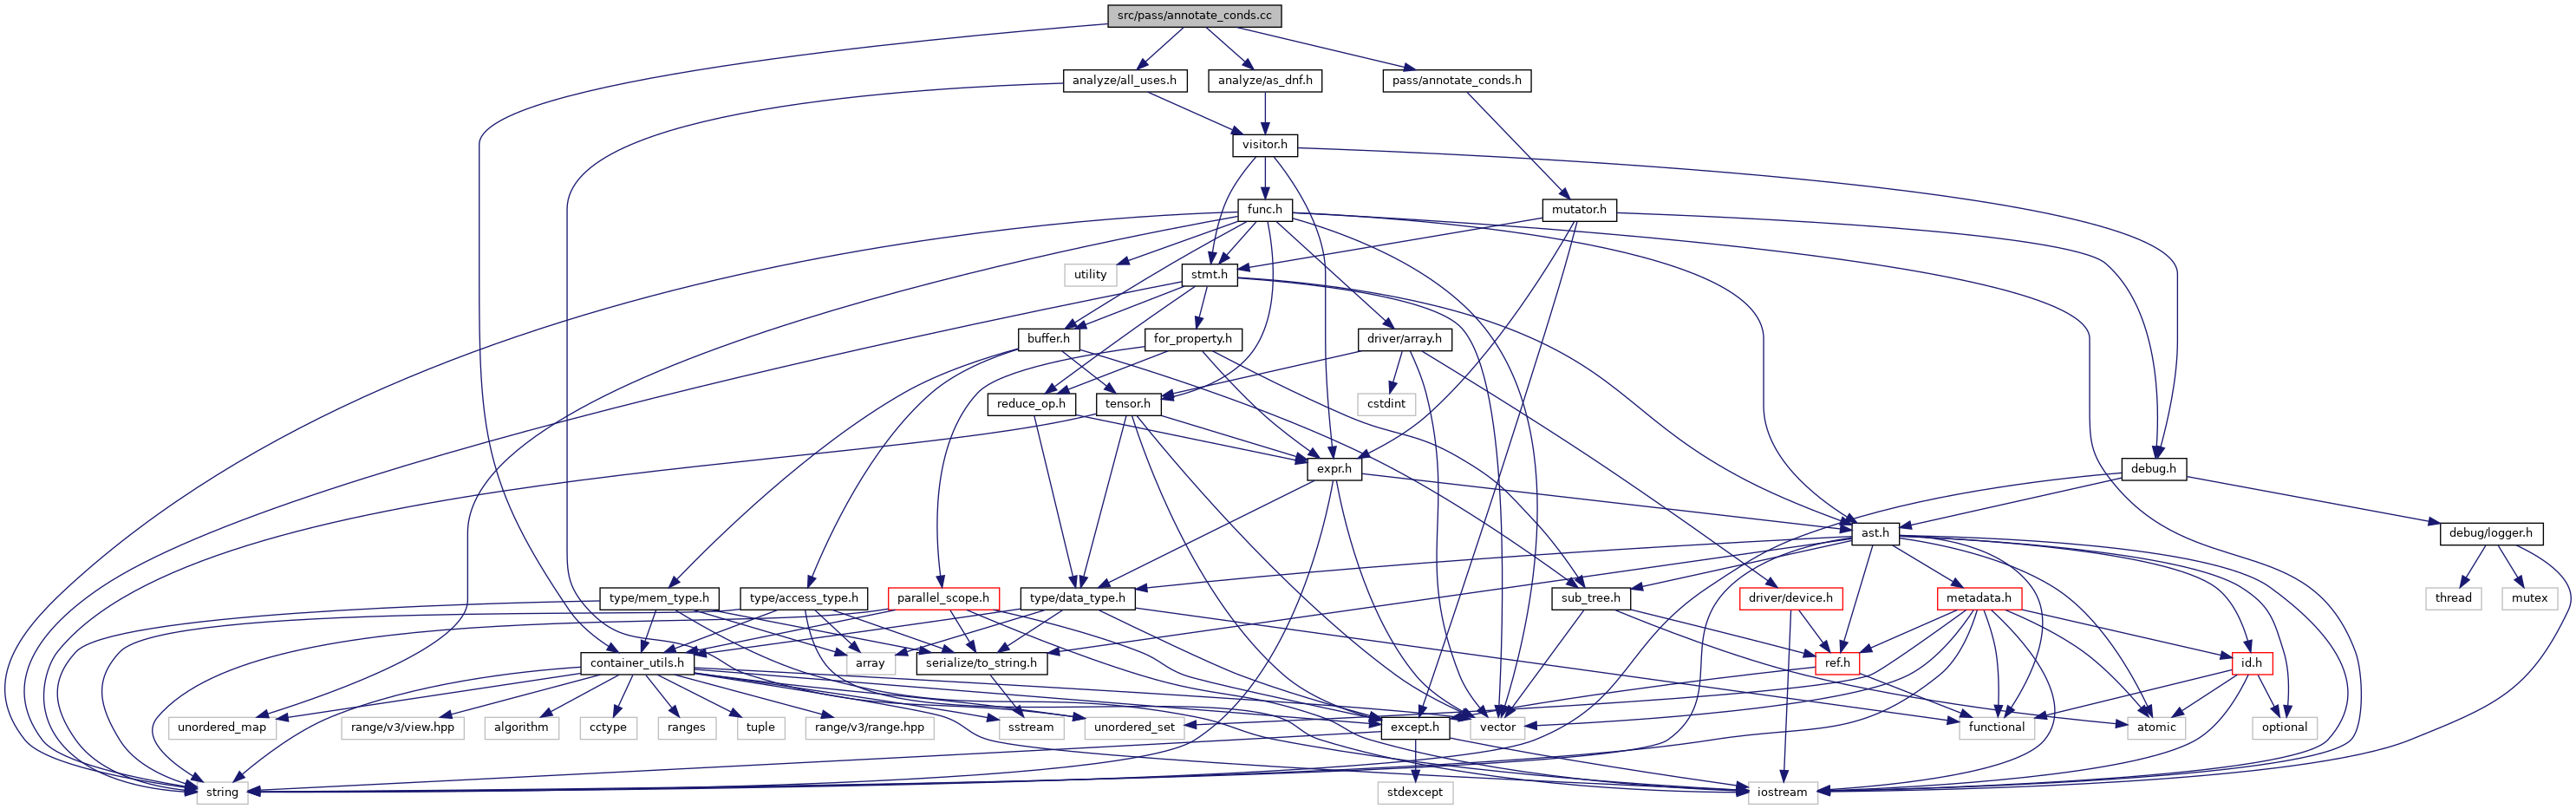 src/pass/annotate_conds.cc
analyze/all_uses.h
analyze/as_dnf.h
pass/annotate_conds.h
visitor.h
func.h
mutator.h
utility
stmt.h
buffer.h
for_property.h
driver/array.h
reduce_op.h
tensor.h
cstdint
expr.h
debug.h
ast.h
debug/logger.h
type/mem_type.h
type/access_type.h
parallel_scope.h
type/data_type.h
sub_tree.h
driver/device.h
metadata.h
thread
mutex
container_utils.h
array
serialize/to_string.h
ref.h
id.h
unordered_map
range/v3/view.hpp
algorithm
cctype
ranges
tuple
range/v3/range.hpp
sstream
unordered_set
except.h
vector
functional
atomic
optional
string
stdexcept
iostream